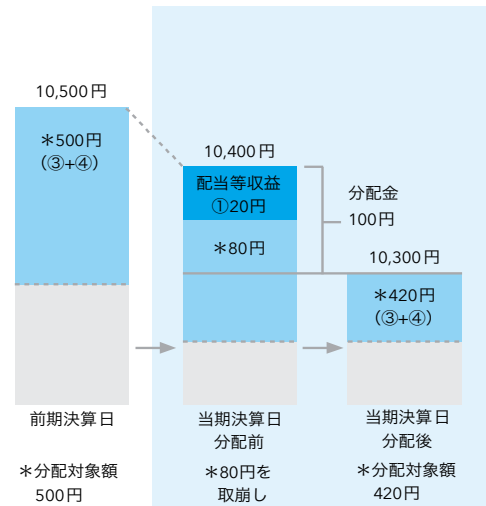 10,500円
＊500円
（③+④）
前期決算日
＊分配対象額
500円
10,400円
配当等収益
①20円
＊80円
分配金
100円
当期決算日
分配前
＊80円を
取崩し
10,300円
＊420円
（③+④）
当期決算日
分配後
＊分配対象額
420円